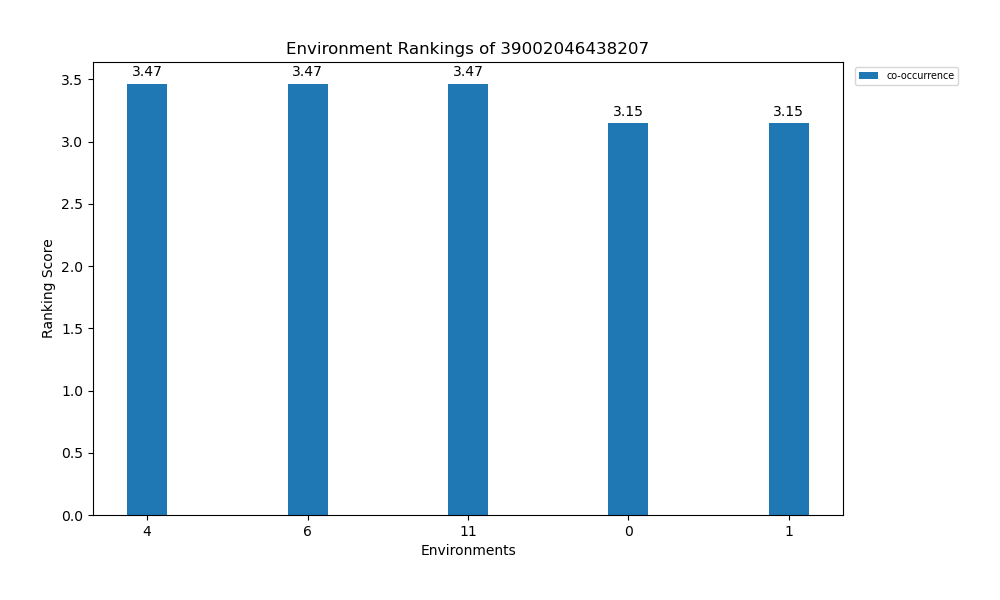 Environment Rankings of 39002046438207
co-occurrence
3.47 3.47 3.47 3.15 3.15
Ranking Score
3.5
3.0
2.5
2.0
1.5
1.0
0.5
0.0
4 6 11 0 1
Environments